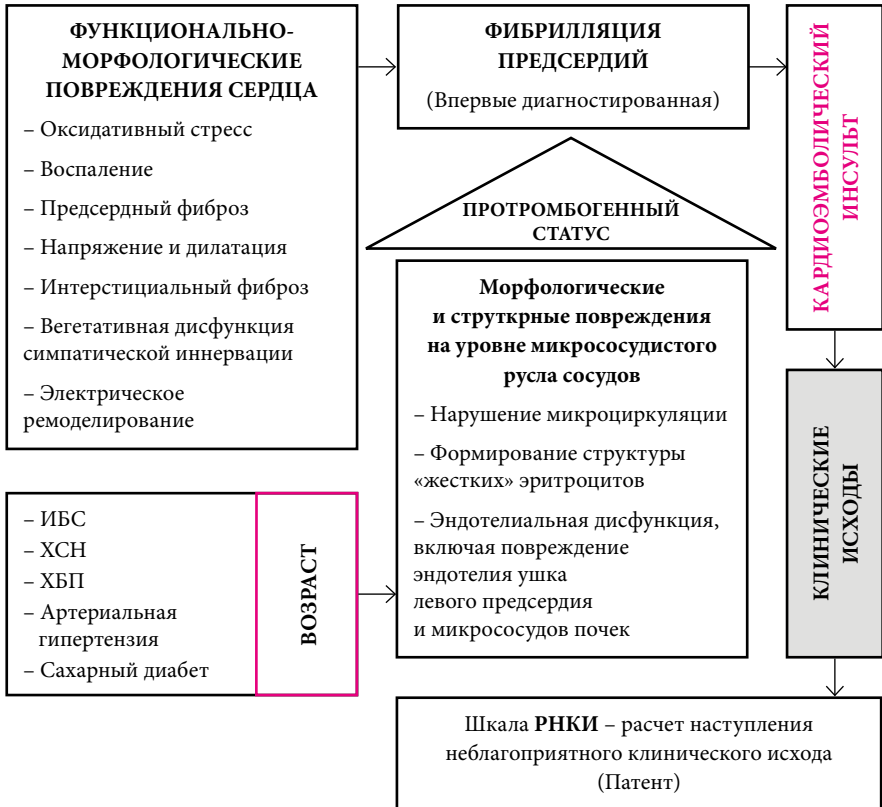 ФУНКЦИОНАЛЬНО-
МОРФОЛОГИЧЕСКИЕ
ПОВРЕЖДЕНИЯ СЕРДЦА
– Оксидативный стресс
– Воспаление
– Предсердный фиброз
– Напряжение и дилатация
– Интерстициальный фиброз
– Вегетативная дисфункция
симпатической иннервации
– Электрическое
ремоделирование
ФИБРИЛЛЯЦИЯ
ПРЕДСЕРДИЙ
(Впервые диагностированная)
КАРДИОЭМБОЛИЧЕСКИЙ
ИНСУЛЬТ
ПРОТРОМБОГЕННЫЙ
СТАТУС
Морфологические
и струткрные повреждения
на уровне микрососудистого
русла сосудов
– Нарушение микроциркуляции
– Формирование структуры
«жестких» эритроцитов
– Эндотелиальная дисфункция,
включая повреждение
эндотелия ушка
левого предсердия
и микрососудов почек
– ИБС
– ХСН
– ХБП
– Артериальная
гипертензия
– Сахарный диабет
ВОЗРАСТ
КЛИНИЧЕСКИЕ
ИСХОДЫ
Шкала РНКИ – расчет наступления
неблагоприятного клинического исхода
(Патент)